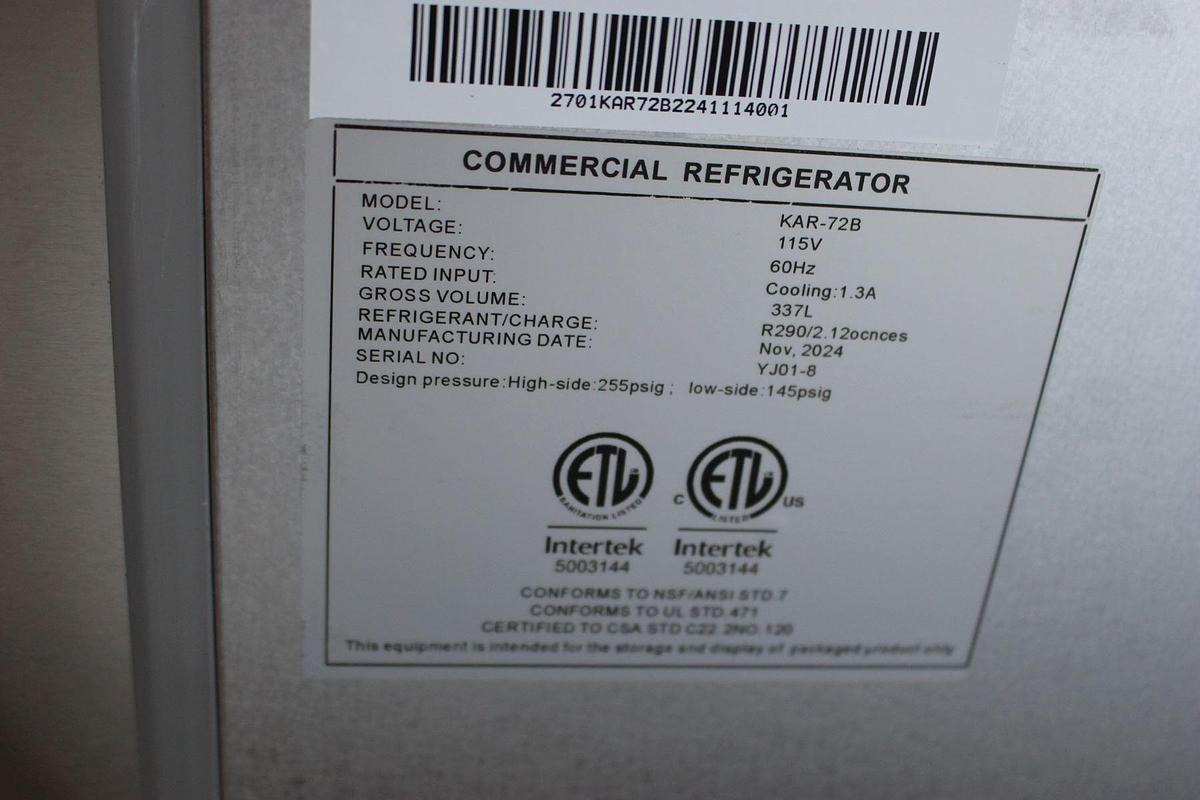 2701KAR72B2241114001
COMMERCIAL REFRIGERATOR
MODEL: KAR-72B
VOLTAGE: 115V
FREQUENCY: 60Hz
RATED INPUT: Cooling:1.3A
GROSS VOLUME: 337L
REFRIGERANT/CHARGE: R290/2.12ocnces
MANUFACTURING DATE: Nov, 2024
SERIAL NO: YJ01-8
Design pressure:High-side:255psig ; low-side:145psig
ETL ETL
SANITATION LISTED C LISTED US
Intertek Intertek
5003144 5003144
CONFORMS TO NSF/ANSI STD.7
CONFORMS TO UL STD.471
CERTIFIED TO CSA STD C22. 2NO. 120
This equipment is intended for the storage and display of packaged product only